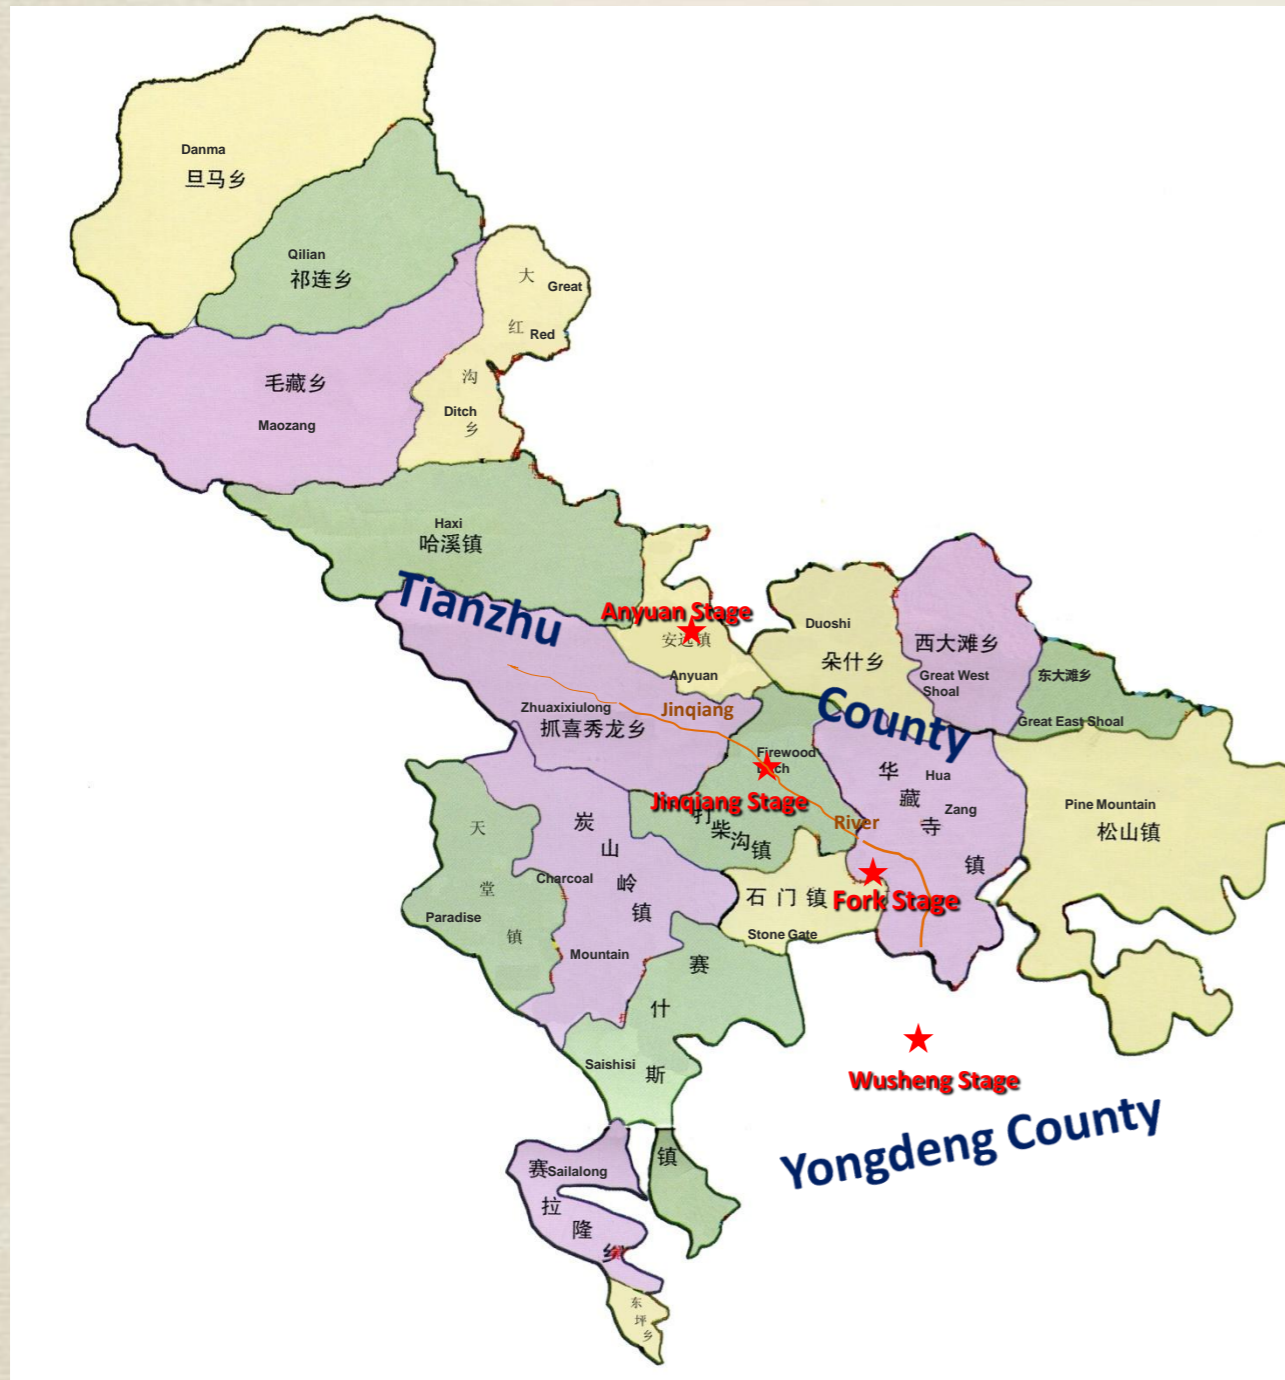 Danma
旦马乡
Qilian
祁连乡
大
Great
红
Red
沟
Ditch
乡
毛藏乡
Maozang
Haxi
哈溪镇
Tianzhu
Anyuan Stage
安远镇
Anyuan
Duoshi
朵什乡
西大滩乡
Great West
Shoal
东大滩乡
Great East Shoal
County
Zhuaxixiulong
抓喜秀龙乡
Jinqiang
Firewood
Ditch
Jinqiang Stage
打柴沟镇
River
华
Hua
藏
Zang
寺
镇
Pine Mountain
松山镇
天
堂
镇
Paradise
炭
山
岭
镇
Charcoal
Mountain
石门镇
Stone Gate
Fork Stage
赛
什
斯
镇
Saishisi
Wusheng Stage
Yongdeng County
赛
Sailalong
拉
隆
乡
东
坪
乡